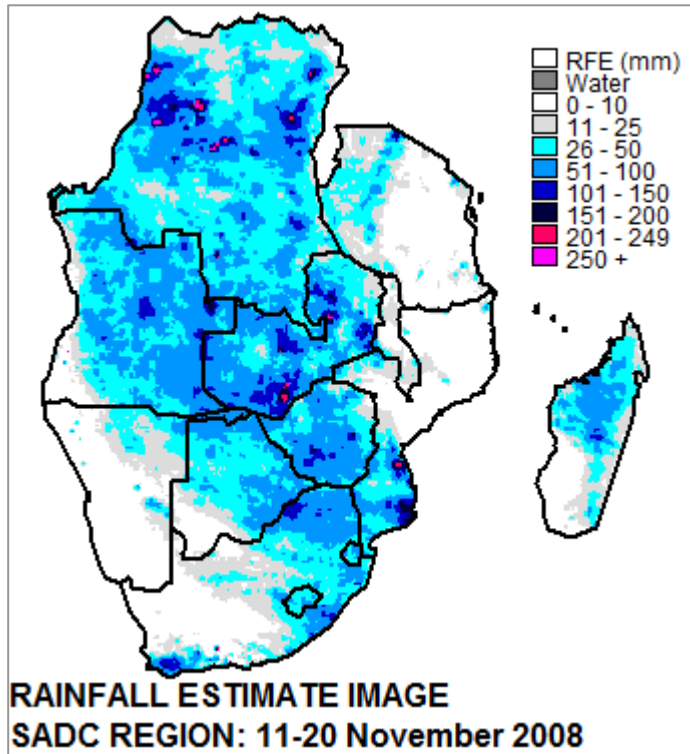 RFE (mm)
Water
0 - 10
11 - 25
26 - 50
51 - 100
101 - 150
151 - 200
201 - 249
250 +
RAINFALL ESTIMATE IMAGE
SADC REGION: 11-20 November 2008